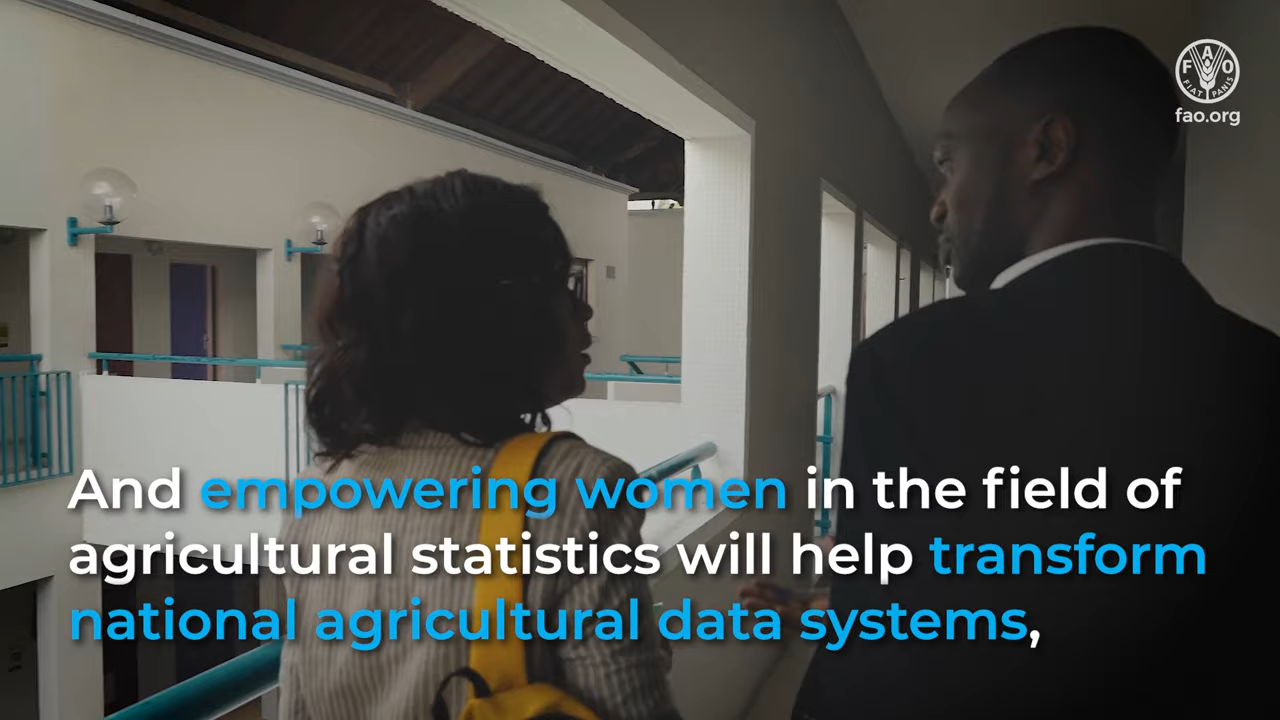 FAO
FIAT PANIS
fao.org
And empowering women in the field of
agricultural statistics will help transform
national agricultural data systems,